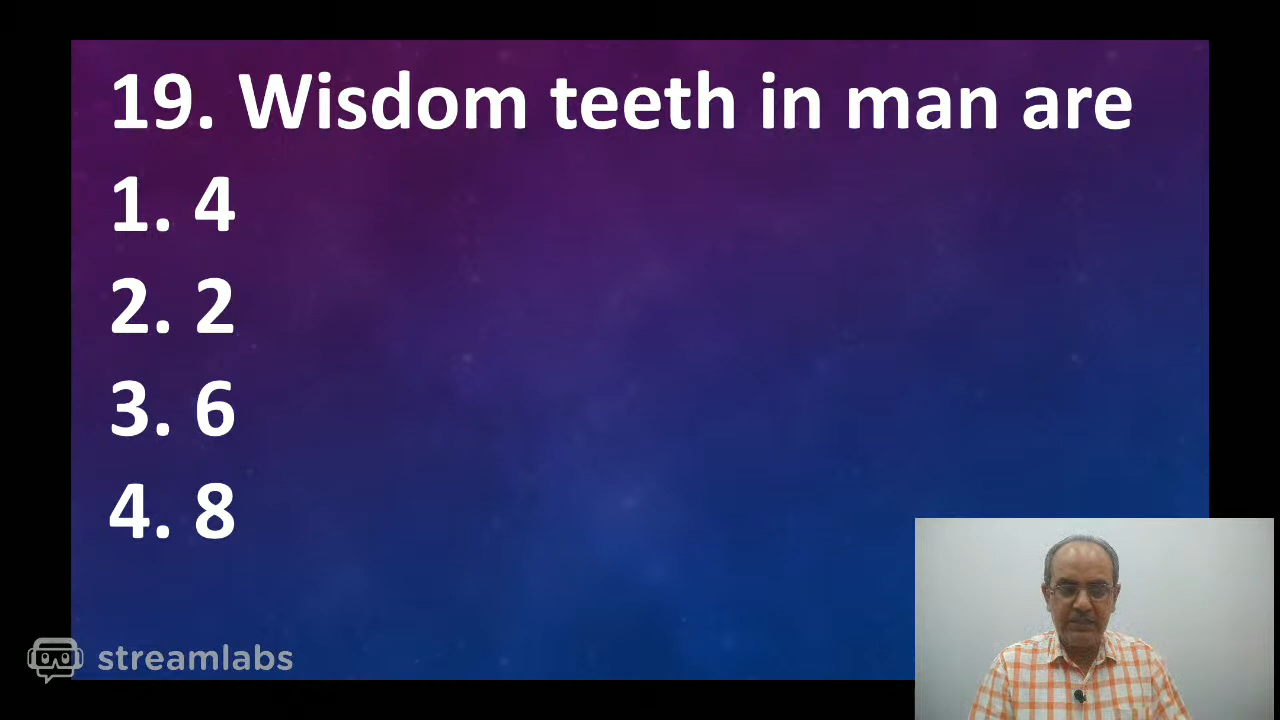 19. Wisdom teeth in man are
1. 4
2. 2
3. 6
4. 8
streamlabs